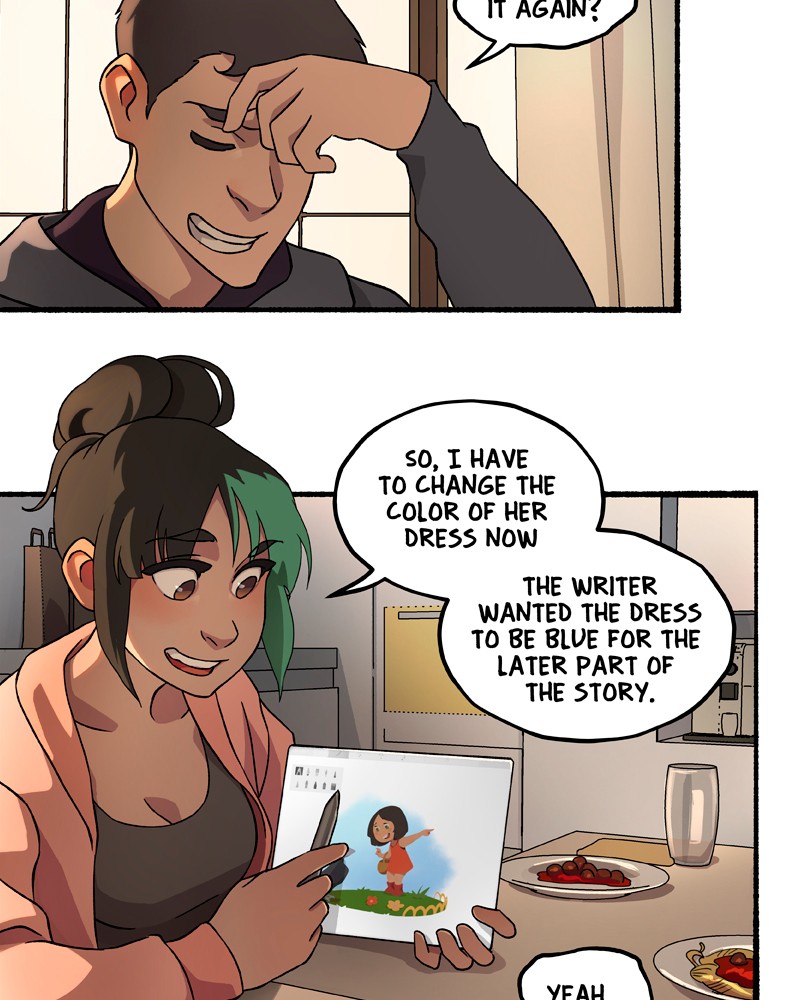 IT AGAIN?
SO, I HAVE
TO CHANGE THE
COLOR OF HER
DRESS NOW
THE WRITER
WANTED THE DRESS
TO BE BLUE FOR THE
LATER PART OF
THE STORY.
YEAH